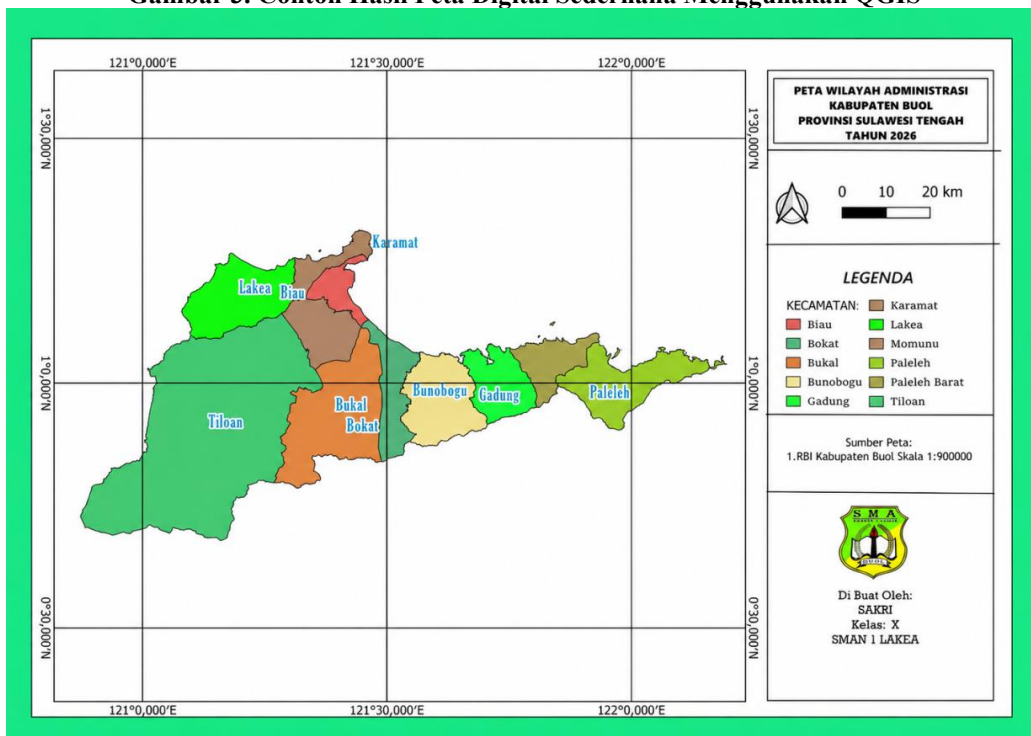 Gambar 3. Contoh Hasil Peta Digital Sederhana Menggunakan QGIS
121°0,000'E 121°30,000'E 122°0,000'E
1°30,000'N 1°30,000'N
1°0,000'N 1°0,000'N
0°30,000'N 0°30,000'N
Karamat
Lakea
Biau
Bunobogu
Gadung
Paleleh
Bukal
Bokat
Tiloan
121°0,000'E 121°30,000'E 122°0,000'E
PETA WILAYAH ADMINISTRASI
KABUPATEN BUOL
PROVINSI SULAWESI TENGAH
TAHUN 2026
0 10 20 km
LEGENDA
KECAMATAN:
Biau
Bokat
Bukal
Bunobogu
Gadung
Karamat
Lakea
Momunu
Paleleh
Paleleh Barat
Tiloan
Sumber Peta:
1.RBI Kabupaten Buol Skala 1:900000
SMA
BUOL
Di Buat Oleh:
SAKRI
Kelas: X
SMAN 1 LAKEA